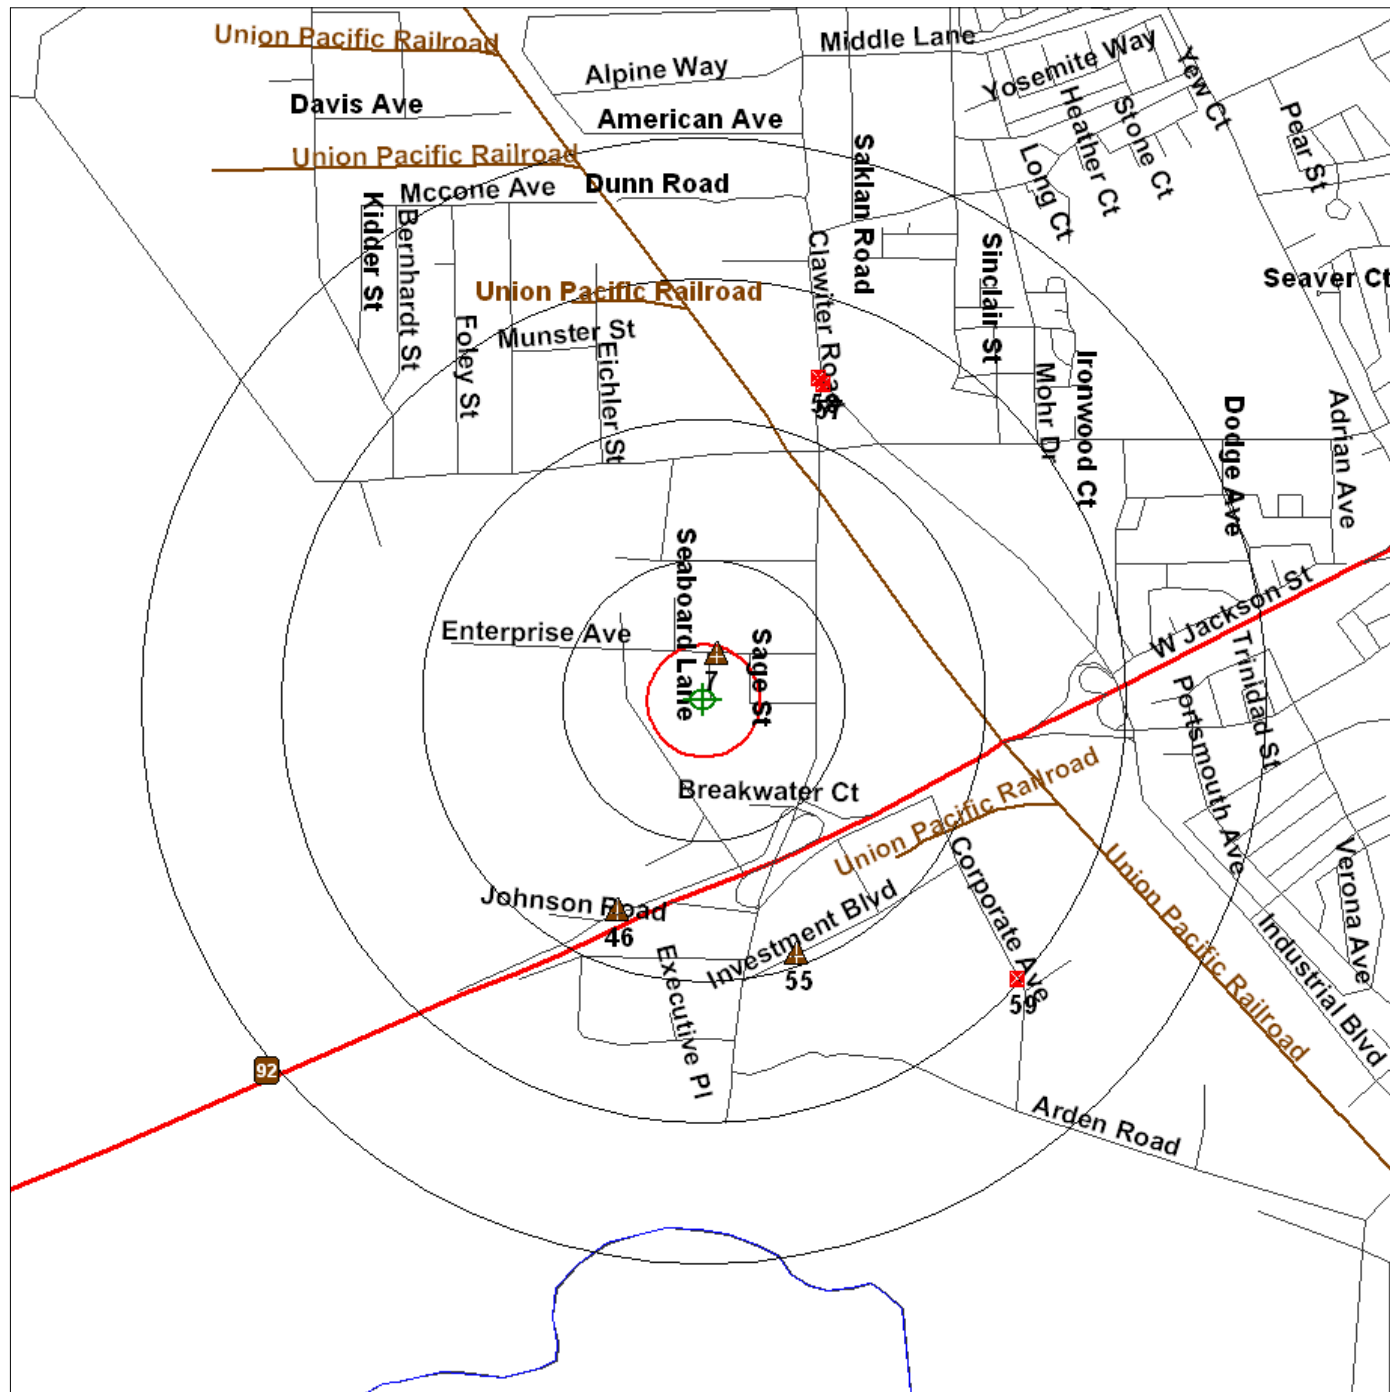 Union Pacific Railroad
Middle Lane
Alpine Way
Yosemite Way
Yew Ct
Davis Ave
American Ave
Heather Ct
Stone Ct
Pear St
Union Pacific Railroad
Mccone Ave
Dunn Road
Saklan Road
Long Ct
Kidder St
Bernhardt St
Clawiter Road
Sinclair St
Seaver Ct
Union Pacific Railroad
Foley St
Munster St
Eichler St
Mohr Dr
Ironwood Ct
Dodge Ave
Adrian Ave
57
Seaboard Lane
W Jackson St
Enterprise Ave
Sage St
7
Trinidad St
Portsmouth Ave
Breakwater Ct
Union Pacific Railroad
Union Pacific Railroad
Corporate Ave
Verona Ave
Johnson Road
46
Investment Blvd
55
Executive Pl
59
Industrial Blvd
92
Arden Road